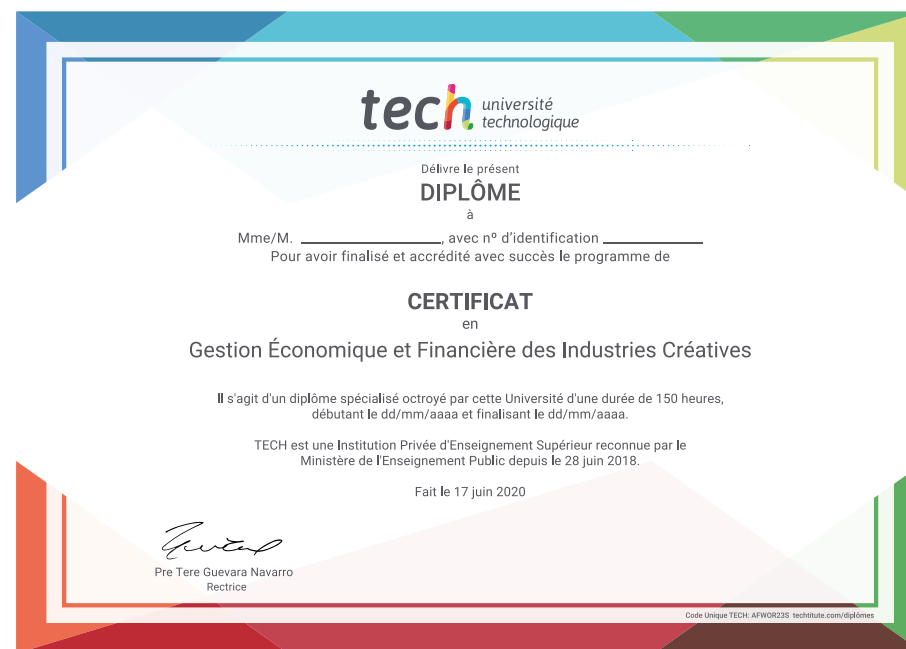 tech université
technologique
Délivre le présent
DIPLÔME
à
Mme/M. ____________________, avec nº d'identification ______________
Pour avoir finalisé et accrédité avec succès le programme de
CERTIFICAT
en
Gestion Économique et Financière des Industries Créatives
Il s'agit d'un diplôme spécialisé octroyé par cette Université d'une durée de 150 heures,
débutant le dd/mm/aaaa et finalisant le dd/mm/aaaa.
TECH est une Institution Privée d'Enseignement Supérieur reconnue par le
Ministère de l'Enseignement Public depuis le 28 juin 2018.
Fait le 17 juin 2020
Pre Tere Guevara Navarro
Rectrice
Code Unique TECH: AFWOR23S techtitute.com/diplômes